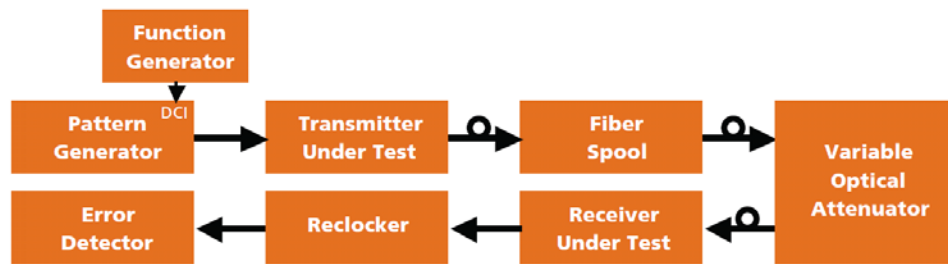 Function
Generator
DCI
Pattern
Generator
Transmitter
Under Test
Fiber
Spool
Variable
Optical
Attenuator
Error
Detector
Reclocker
Receiver
Under Test